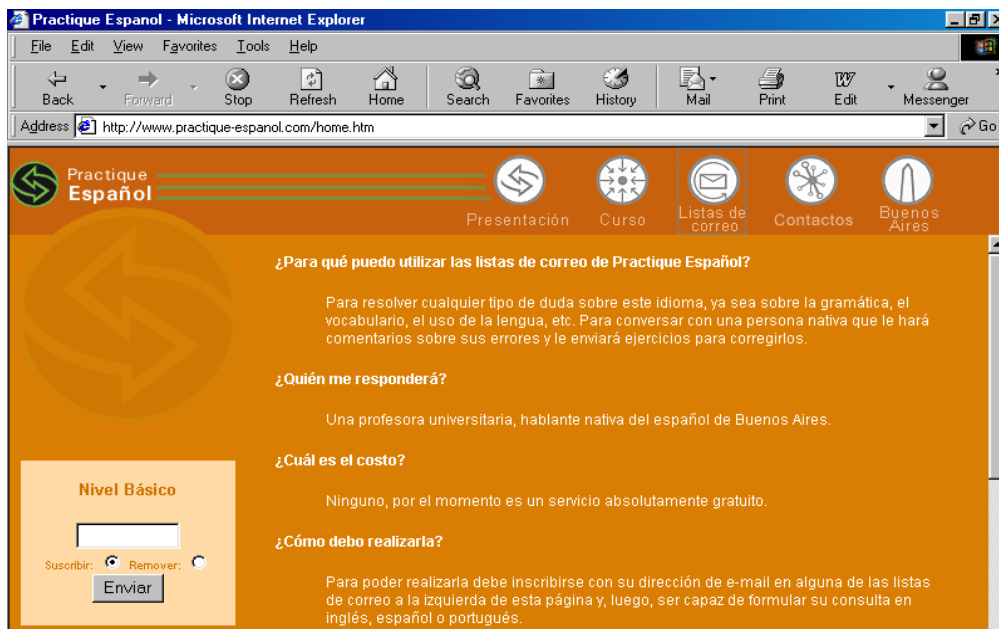 Practique Espanol - Microsoft Internet Explorer
File Edit View Favorites Tools Help
Back Forward Stop Refresh Home Search Favorites History Mail Print Edit Messenger
Address http://www.practique-espanol.com/home.htm Go
Practique
Español
Presentación
Curso
Listas de
correo
Contactos
Buenos
Aires
¿Para qué puedo utilizar las listas de correo de Practique Español?
Para resolver cualquier tipo de duda sobre este idioma, ya sea sobre la gramática, el
vocabulario, el uso de la lengua, etc. Para conversar con una persona nativa que le hará
comentarios sobre sus errores y le enviará ejercicios para corregirlos.
¿Quién me responderá?
Una profesora universitaria, hablante nativa del español de Buenos Aires.
¿Cuál es el costo?
Ninguno, por el momento es un servicio absolutamente gratuito.
¿Cómo debo realizarla?
Para poder realizarla debe inscribirse con su dirección de e-mail en alguna de las listas
de correo a la izquierda de esta página y, luego, ser capaz de formular su consulta en
inglés, español o portugués.
Nivel Básico
Suscribir: Remover:
Enviar